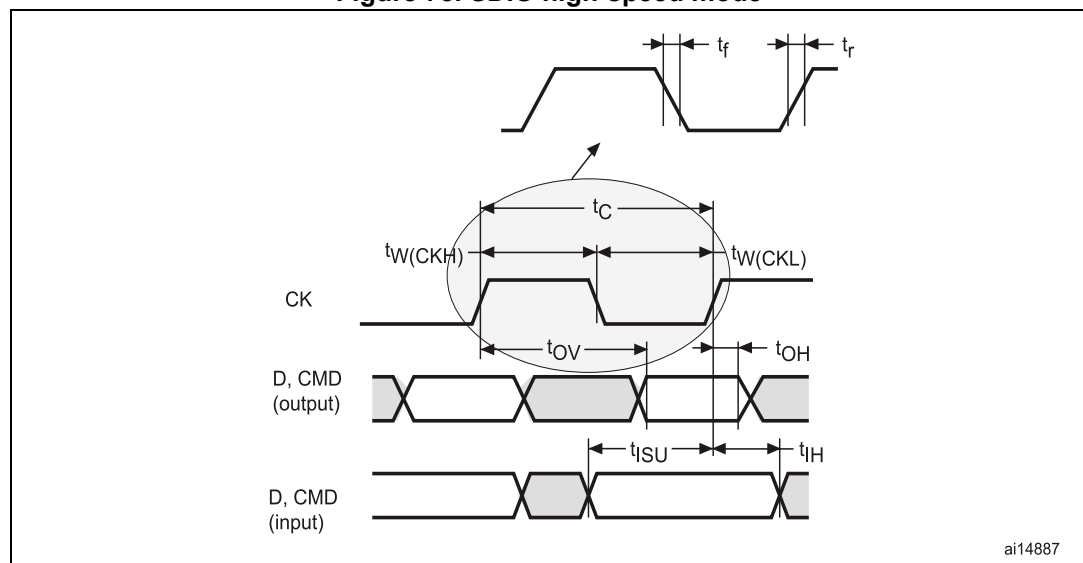 Figure 75. SDIO high-speed mode
tf
tr
tC
tW(CKH)
tW(CKL)
CK
tOV
tOH
D, CMD
(output)
tISU
tIH
D, CMD
(input)
ai14887